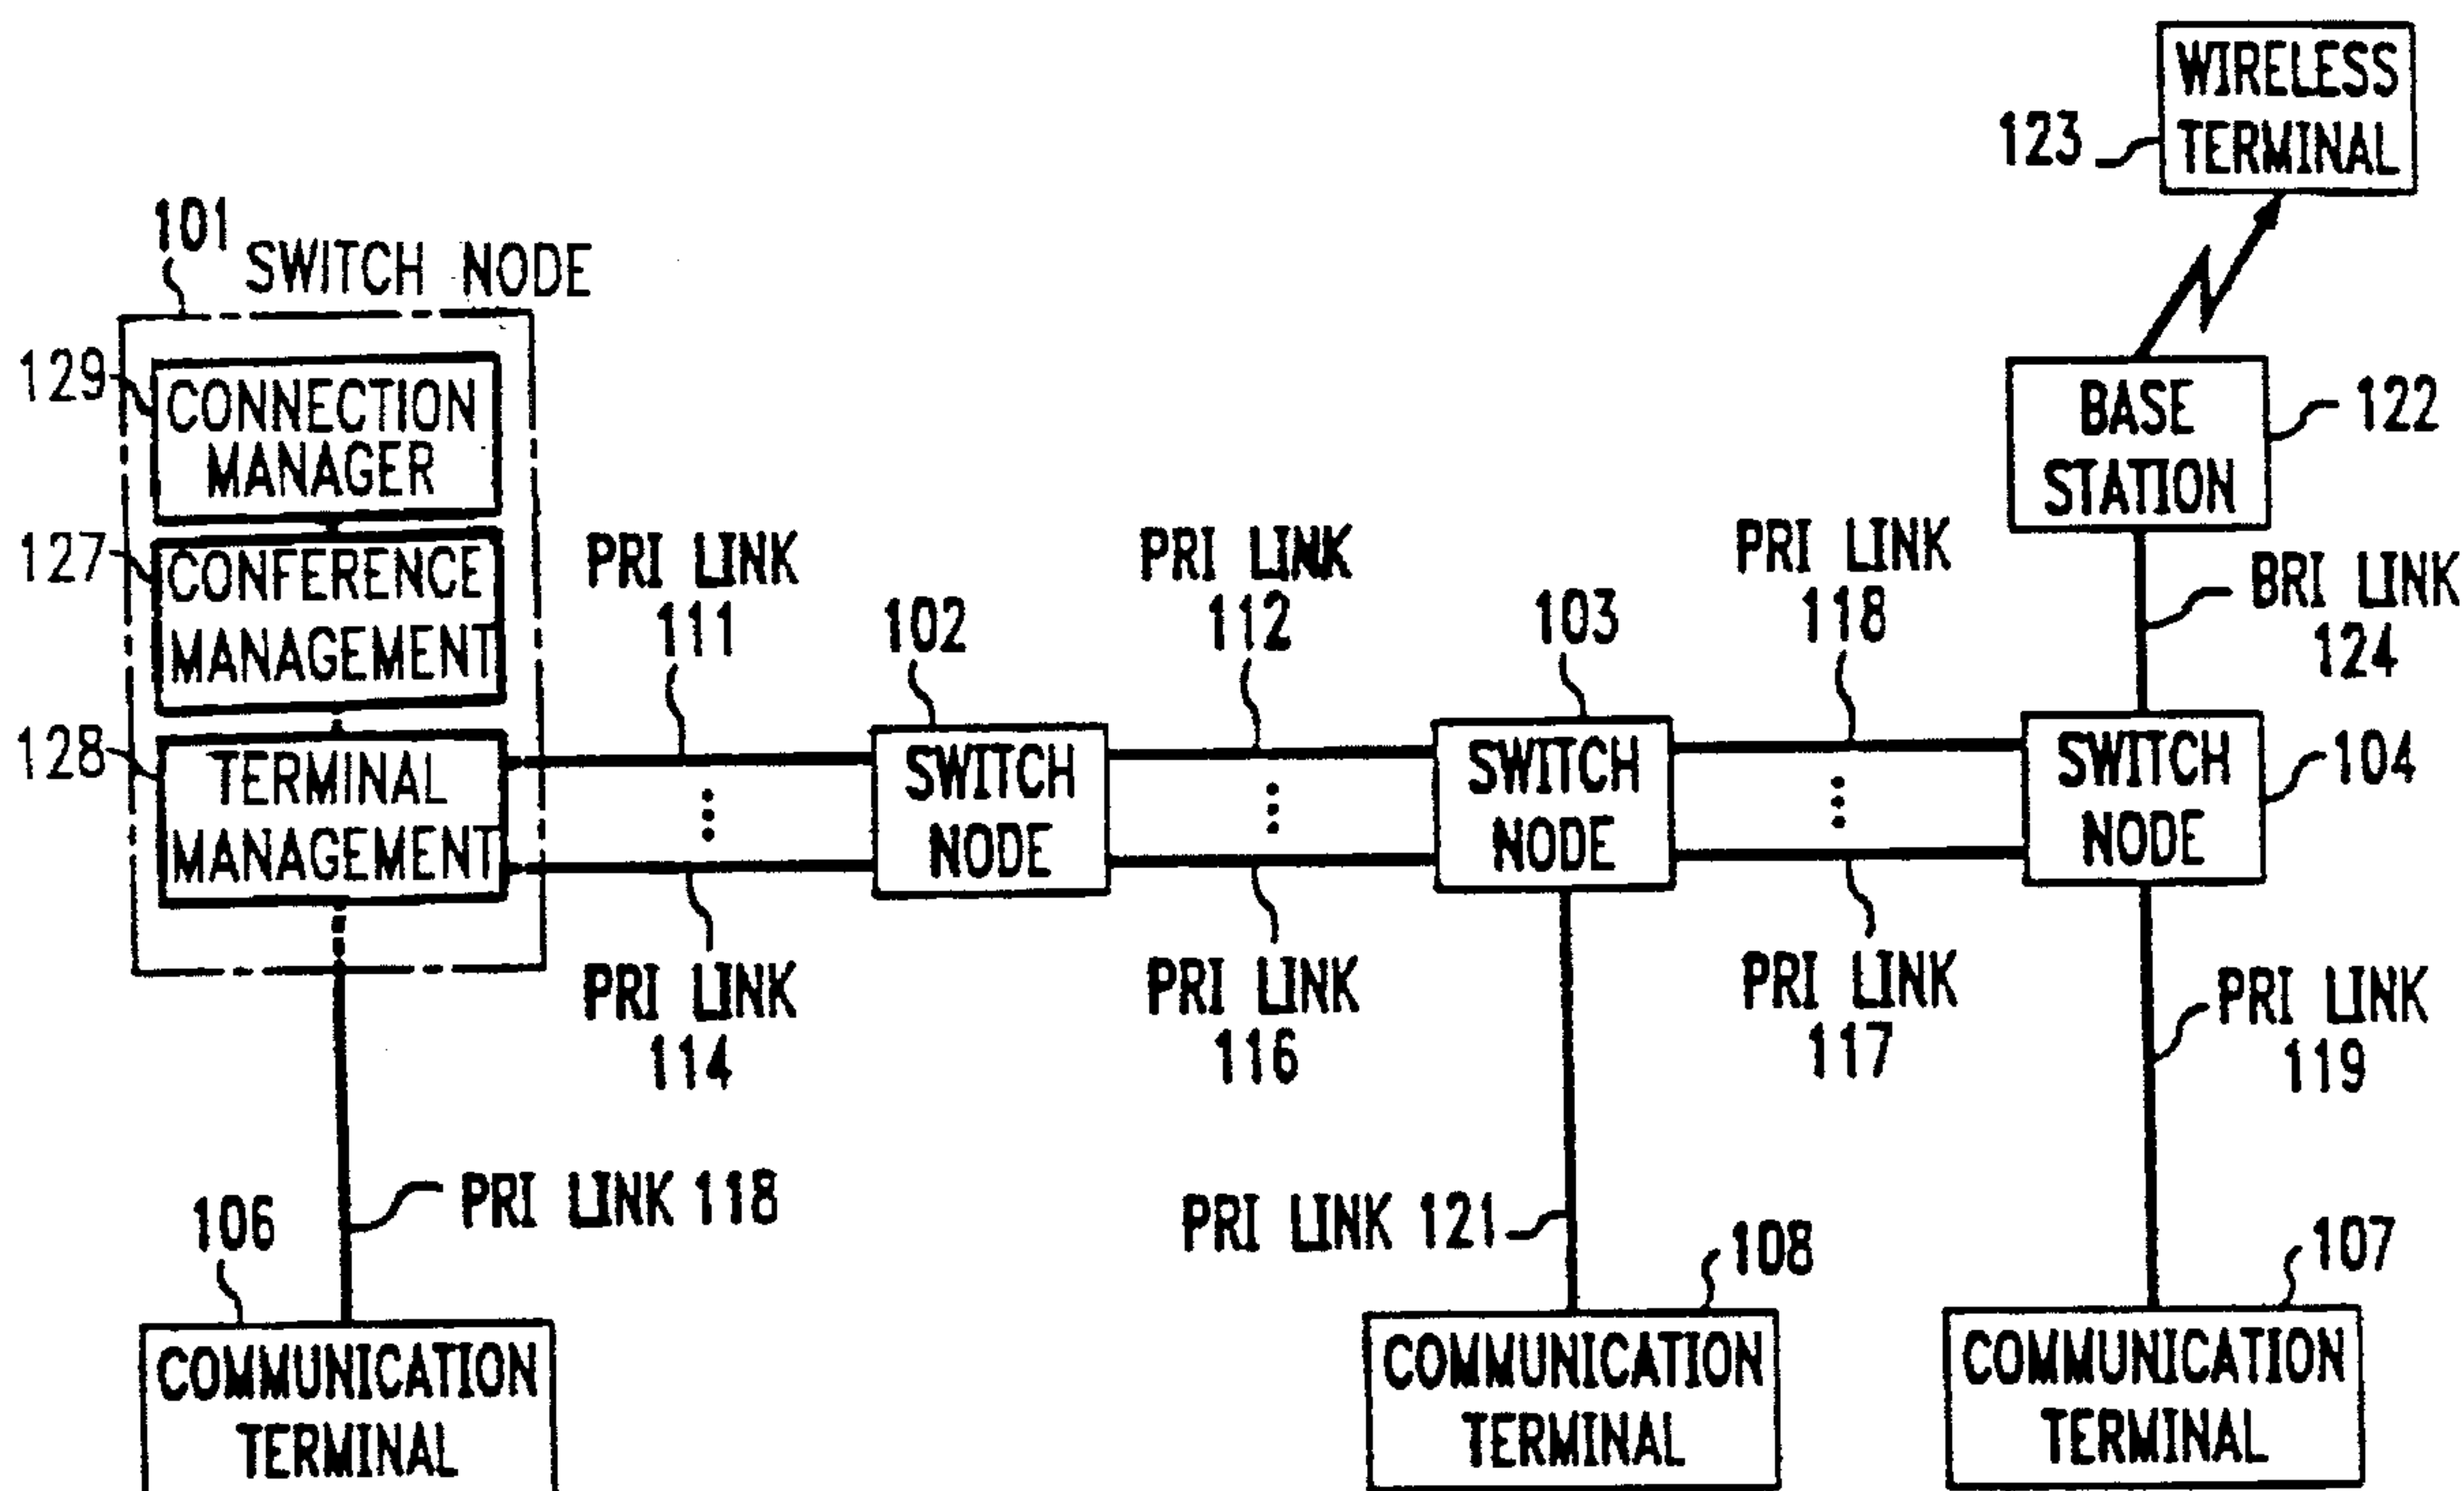 WIRELESS
TERMINAL
123
101
SWITCH NODE
129
CONNECTION
MANAGER
BASE
STATION
122
127
CONFERENCE
MANAGEMENT
PRI LINK
111
PRI LINK
112
PRI LINK
118
BRI LINK
124
102
103
128
TERMINAL
MANAGEMENT
SWITCH
NODE
SWITCH
NODE
SWITCH
NODE
104
PRI LINK
114
PRI LINK
116
PRI LINK
117
PRI LINK
119
106
PRI LINK 118
PRI LINK 121
108
107
COMMUNICATION
TERMINAL
COMMUNICATION
TERMINAL
COMMUNICATION
TERMINAL